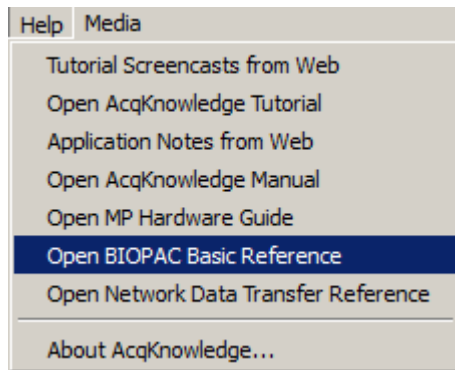 Help Media
Tutorial Screencasts from Web
Open AcqKnowledge Tutorial
Application Notes from Web
Open AcqKnowledge Manual
Open MP Hardware Guide
Open BIOPAC Basic Reference
Open Network Data Transfer Reference
About AcqKnowledge...